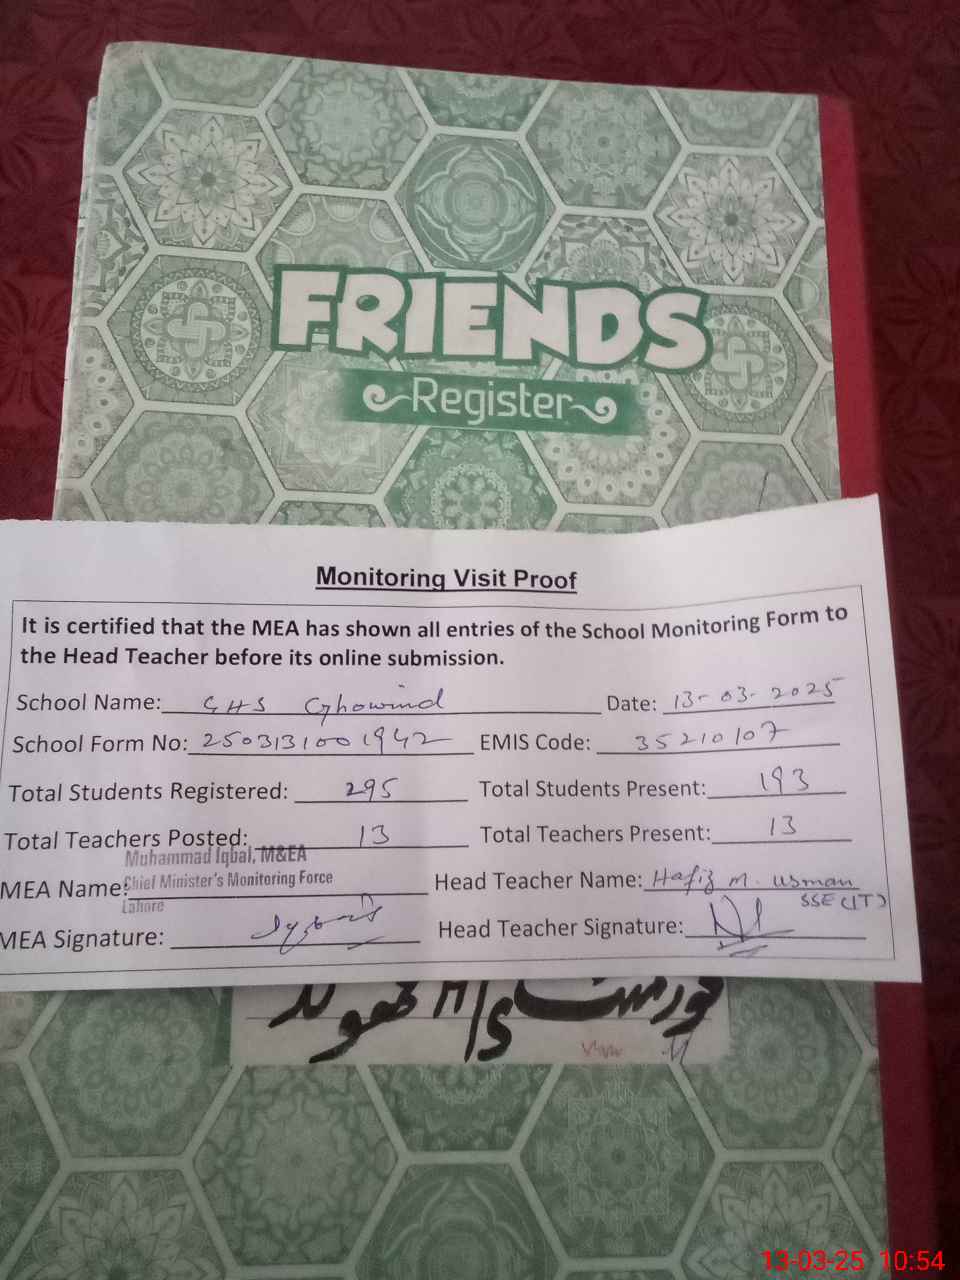 FRIENDS
Register
Monitoring Visit Proof
It is certified that the MEA has shown all entries of the School Monitoring Form to
the Head Teacher before its online submission.
School Name: GHS Ghowind Date: 13-03-2025
School Form No: 2503131001942 EMIS Code: 35210107
Total Students Registered: 295 Total Students Present: 193
Total Teachers Posted: 13 Total Teachers Present: 13
Muhammad Iqbal, M&EA
MEA Name: Chief Minister's Monitoring Force Head Teacher Name: Hafiz M. Usman
Lahore SSE (IT)
MEA Signature: Head Teacher Signature:
13-03-25 10:54